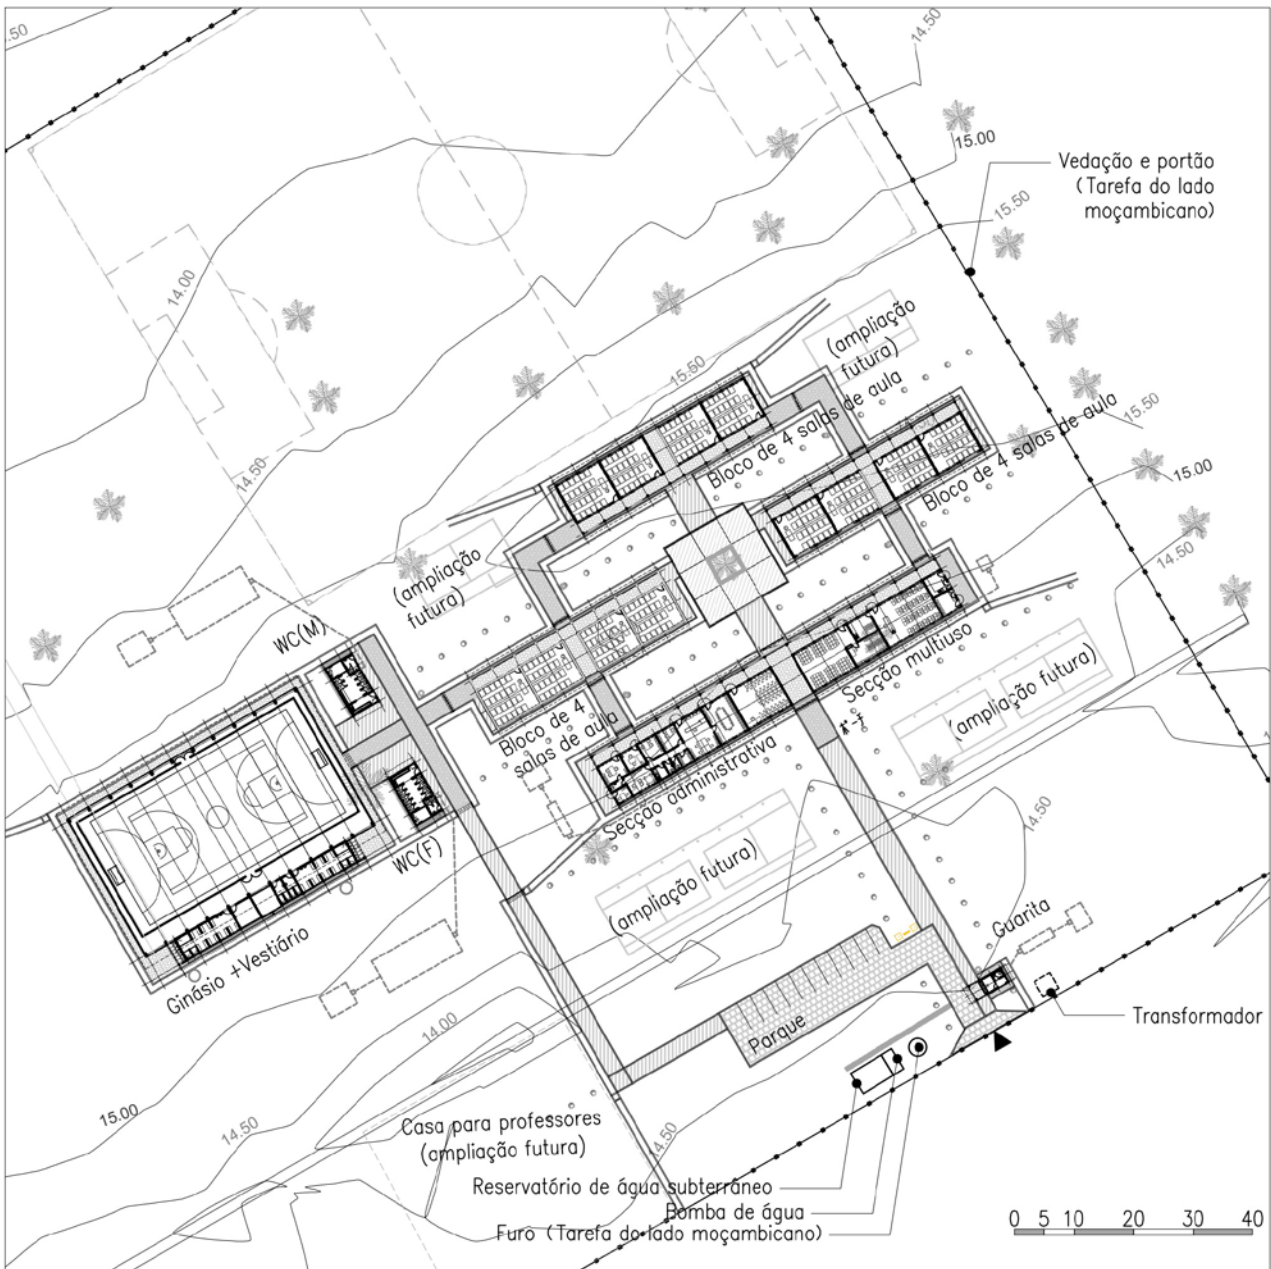 .50
14.50
15.00
Vedação e portão
(Tarefa do lado
moçambicano)
15.50
14.00
(ampliação
futura)
15.50
Bloco de 4 salas de aula
15.50
Bloco de 4 salas de aula
15.00
14.50
14.50
(ampliação
futura)
WC(M)
Secção multiuso
(ampliação futura)
Bloco de 4
salas de aula
Secção administrativa
14.50
WC(F)
(ampliação futura)
Guarita
Ginásio +Vestiário
Parque
Transformador
14.00
15.00
14.50
14.50
Casa para professores
(ampliação futura)
Reservatório de água subterrâneo
Bomba de água
Furo (Tarefa do lado moçambicano)
0 5 10 20 30 40